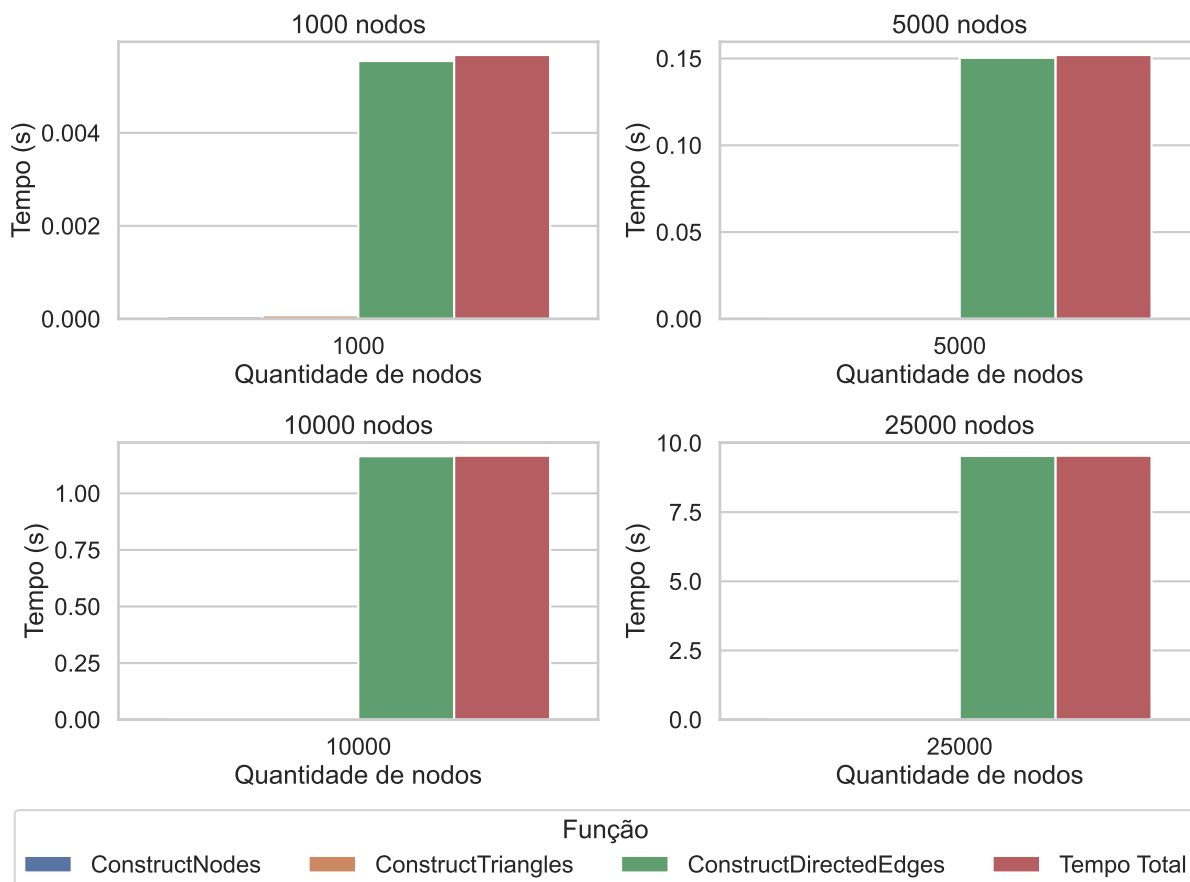 1000 nodos
Tempo (s)
0.004
0.002
0.000
1000
Quantidade de nodos
5000 nodos
Tempo (s)
0.15
0.10
0.05
0.00
5000
Quantidade de nodos
10000 nodos
Tempo (s)
1.00
0.75
0.50
0.25
0.00
10000
Quantidade de nodos
25000 nodos
Tempo (s)
10.0
7.5
5.0
2.5
0.0
25000
Quantidade de nodos
Função
ConstructNodes
ConstructTriangles
ConstructDirectedEdges
Tempo Total